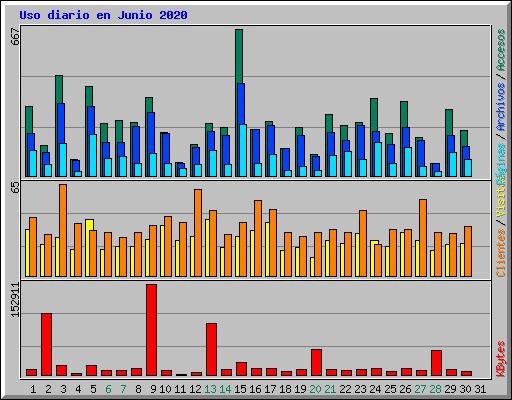 Uso diario en Junio 2020
667
65
152911
Clientes / visitas
Páginas / Archivos / Accesos
KBytes
1 2 3 4 5 6 7 8 9 10 11 12 13 14 15 16 17 18 19 20 21 22 23 24 25 26 27 28 29 30 31